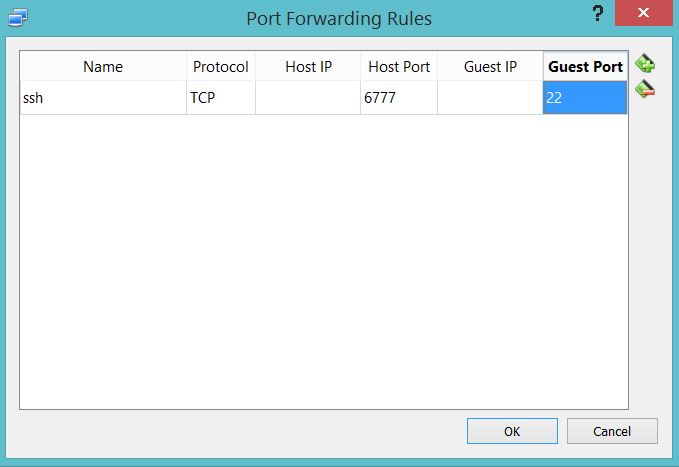 Port Forwarding Rules ?
Name Protocol Host IP Host Port Guest IP Guest Port
ssh TCP 6777 22
OK Cancel